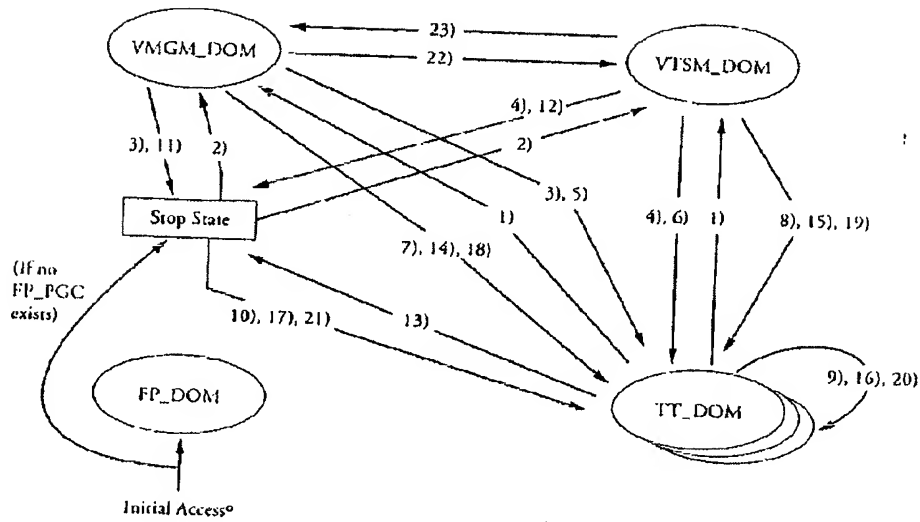 23)
VMGM_DOM
VTSM_DOM
22)
4), 12)
3), 11)
2)
2)
3), 5)
Stop State
1)
4), 6)
1)
8), 15), 19)
7), 14), 18)
(If no
FP_PGC
exists)
10), 17), 21)
13)
9), 16), 20)
FP_DOM
TT_DOM
Initial Accessº